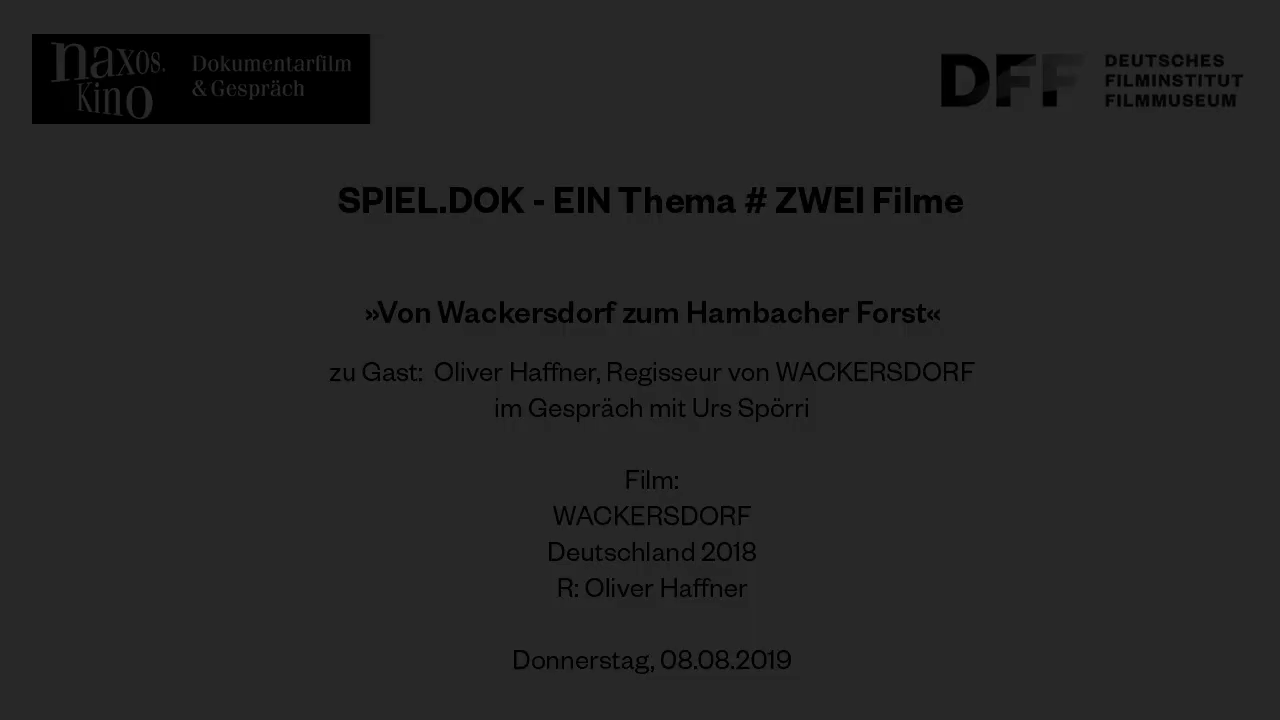 naxos.
Kino
Dokumentarfilm
& Gespräch
DFF
DEUTSCHES
FILMINSTITUT
FILMMUSEUM
SPIEL.DOK - EIN Thema # ZWEI Filme
»Von Wackersdorf zum Hambacher Forst«
zu Gast: Oliver Haffner, Regisseur von WACKERSDORF
im Gespräch mit Urs Spörri
Film:
WACKERSDORF
Deutschland 2018
R: Oliver Haffner
Donnerstag, 08.08.2019